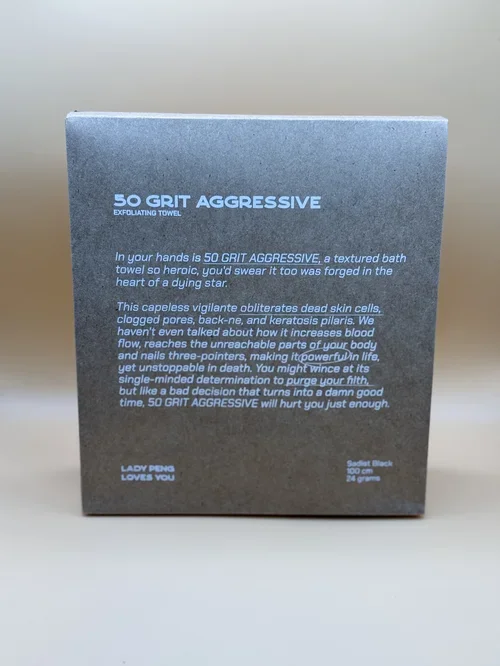 50 GRIT AGGRESSIVE
EXFOLIATING TOWEL
In your hands is 50 GRIT AGGRESSIVE, a textured bath
towel so heroic, you'd swear it too was forged in the
heart of a dying star.
This capeless vigilante obliterates dead skin cells,
clogged pores, back-ne, and keratosis pilaris. We
haven't even talked about how it increases blood
flow, reaches the unreachable parts of your body
and nails three-pointers, making it powerful in life,
yet unstoppable in death. You might wince at its
single-minded determination to purge your filth,
but like a bad decision that turns into a damn good
time, 50 GRIT AGGRESSIVE will hurt you just enough.
LADY PENG
LOVES YOU
Sadist Black
100 cm
24 grams